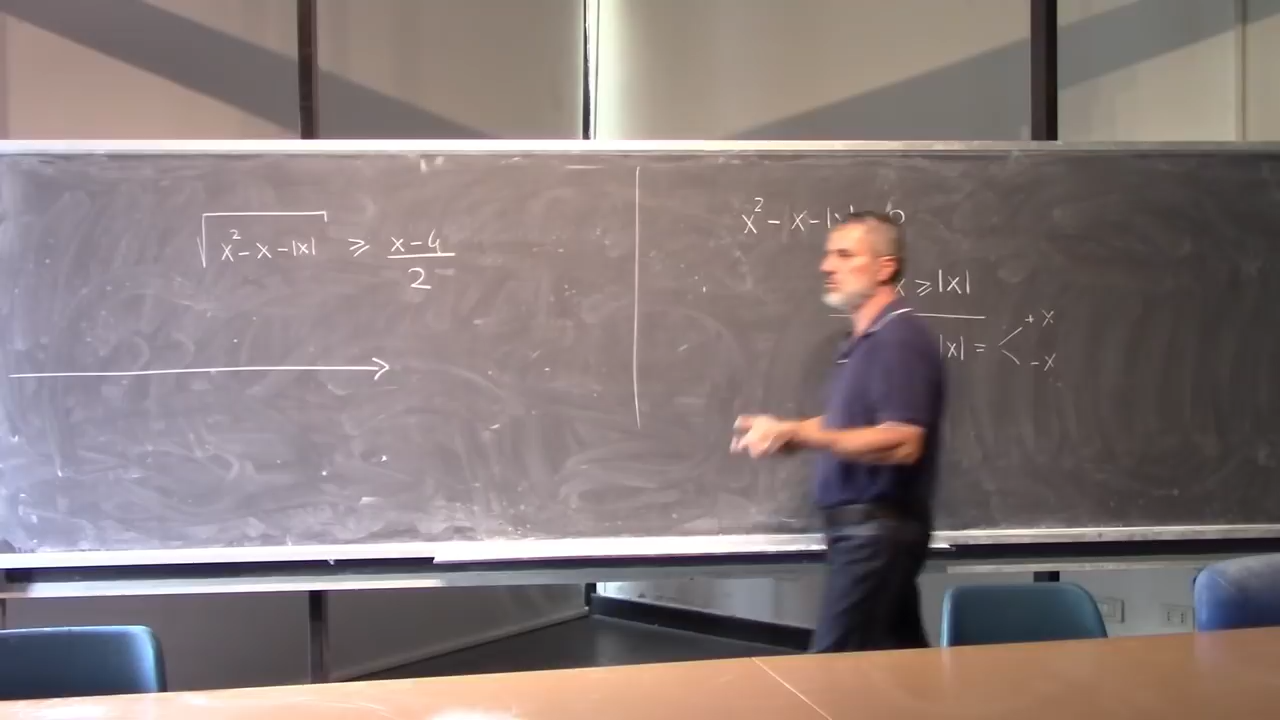 √x²-x-|x| ⩾ x-4
2
x²-x-|x|
x⩾|x|
|x|= +x
-x